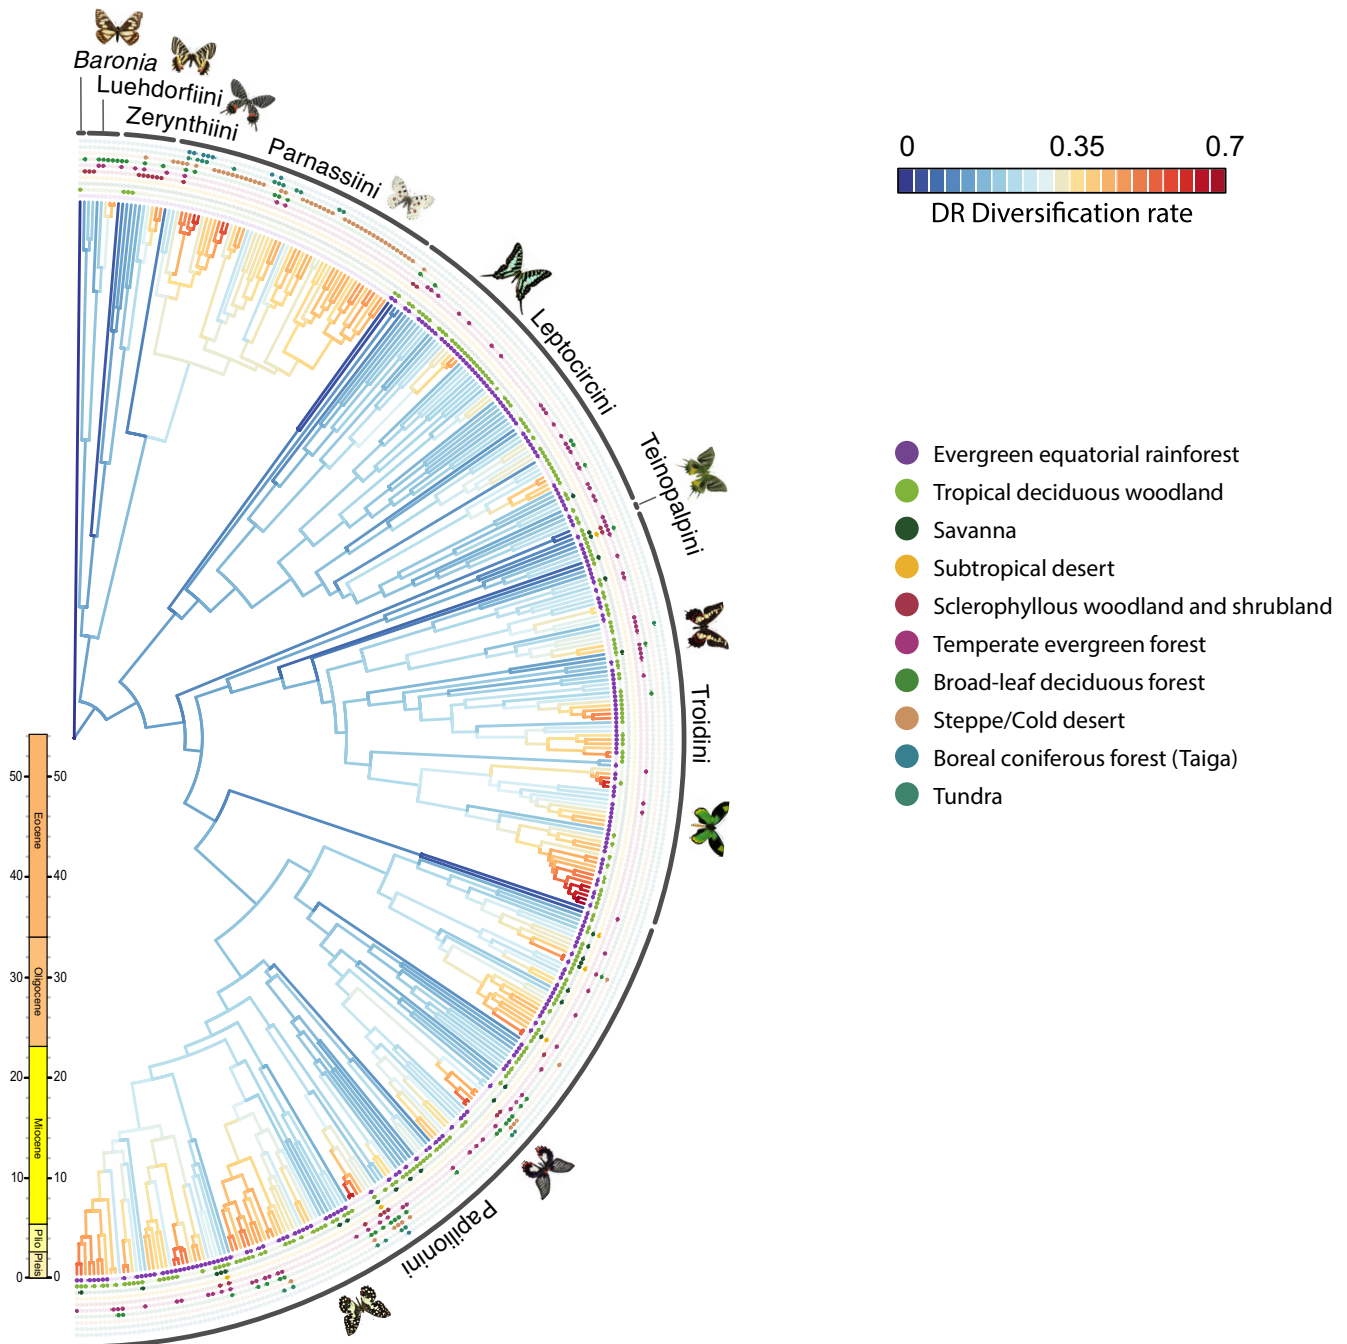 Baronia
Luehdorfiini
Zerynthiini
Parnassiini
Leptocircini
Teinopalpini
Troidini
Papilionini
0 0.35 0.7
DR Diversification rate
Evergreen equatorial rainforest
Tropical deciduous woodland
Savanna
Subtropical desert
Sclerophyllous woodland and shrubland
Temperate evergreen forest
Broad-leaf deciduous forest
Steppe/Cold desert
Boreal coniferous forest (Taiga)
Tundra
50 50
Eocene
40 40
Oligocene
30 30
20 20
Miocene
10 10
Plio
Pleis
0 0